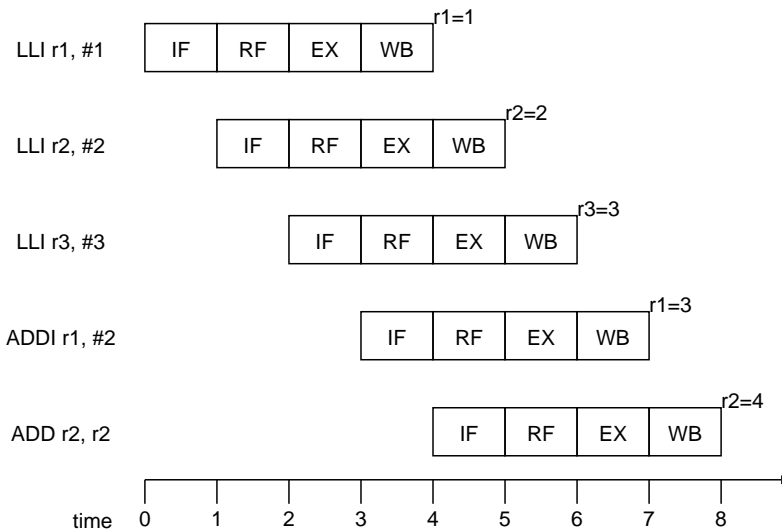 r1=1
LLI r1, #1 IF RF EX WB
r2=2
LLI r2, #2 IF RF EX WB
r3=3
LLI r3, #3 IF RF EX WB
r1=3
ADDI r1, #2 IF RF EX WB
r2=4
ADD r2, r2 IF RF EX WB
time 0 1 2 3 4 5 6 7 8